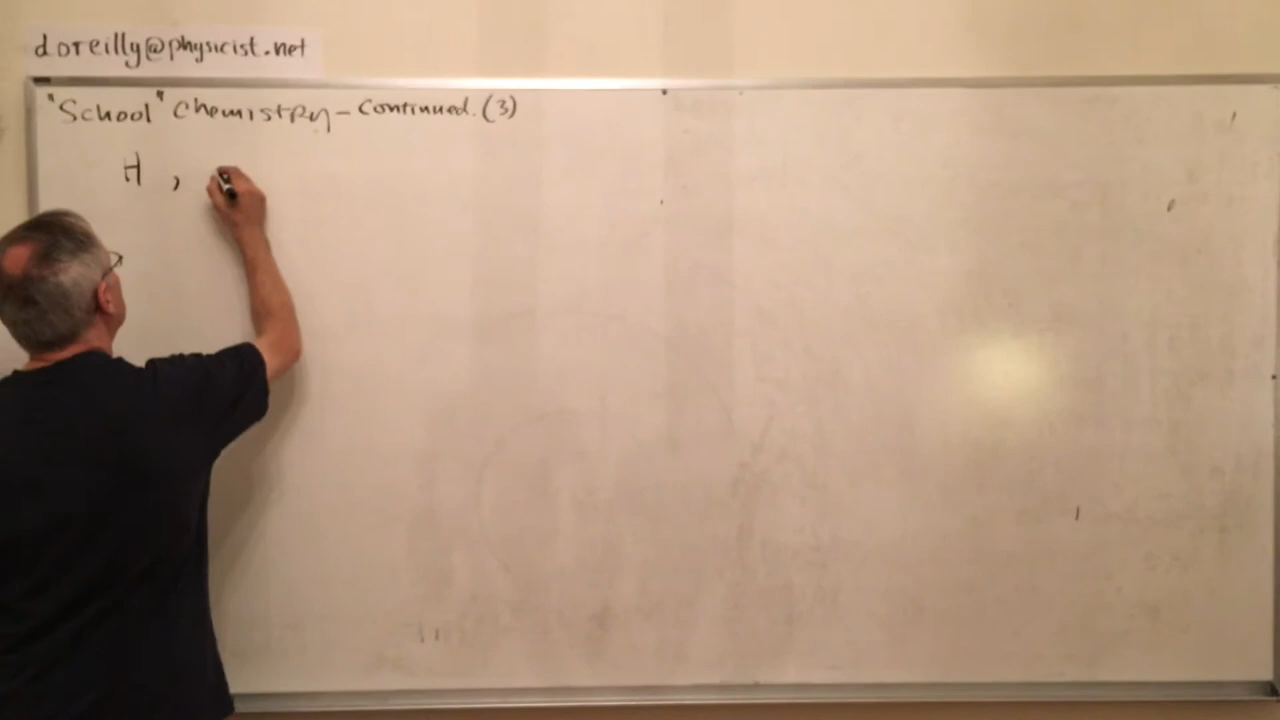 doreilly@physicist.net
"School" Chemistry - Continued. (3)
H ,